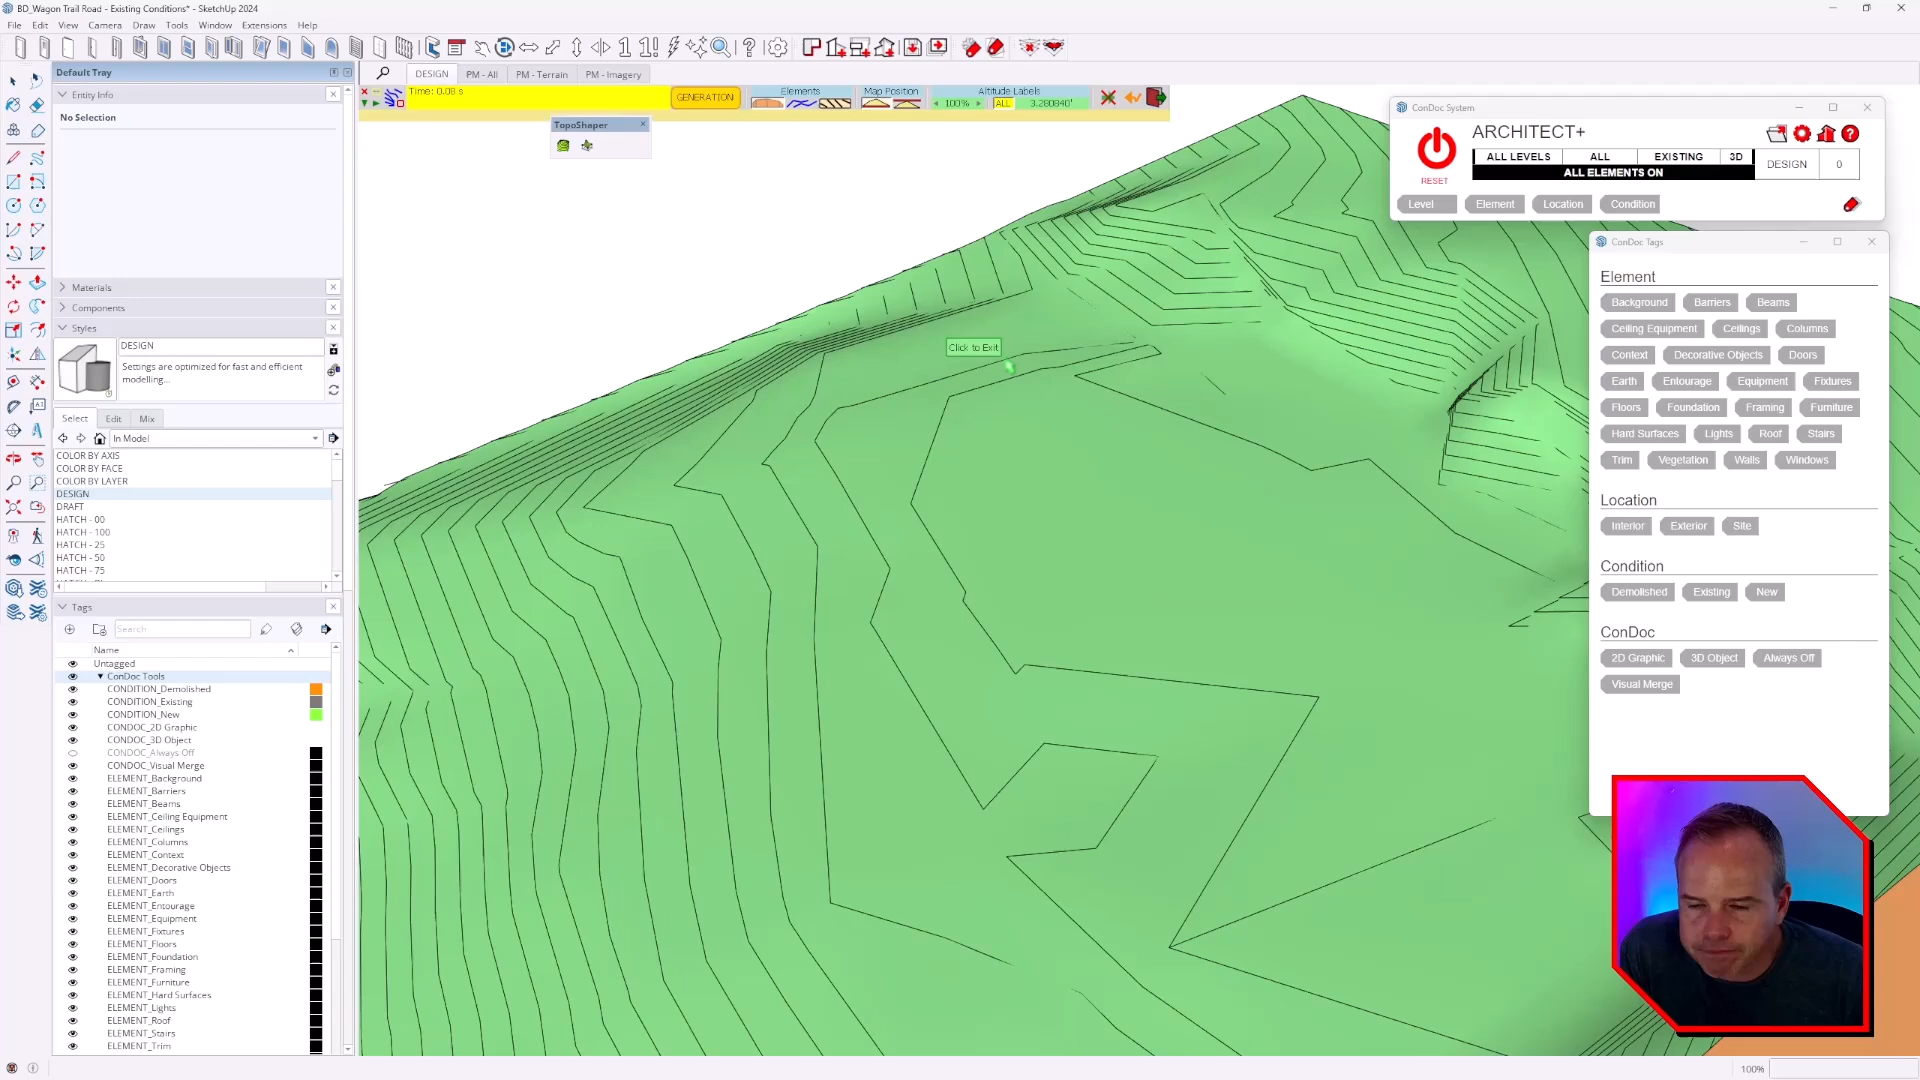 BD_Wagon Trail Road - Existing Conditions* - SketchUp 2024
File Edit View Camera Draw Tools Window Extensions Help
Default Tray
Entity Info
No Selection
Materials
Components
Styles
DESIGN
Settings are optimized for fast and efficient
modelling...
Select Edit Mix
In Model
COLOR BY AXIS
COLOR BY FACE
COLOR BY LAYER
DESIGN
DRAFT
HATCH - 00
HATCH - 100
HATCH - 25
HATCH - 50
HATCH - 75
Tags
Search
Name
Untagged
ConDoc Tools
CONDITION_Demolished
CONDITION_Existing
CONDITION_New
CONDOC_2D Graphic
CONDOC_3D Object
CONDOC_Always Off
CONDOC_Visual Merge
ELEMENT_Background
ELEMENT_Barriers
ELEMENT_Beams
ELEMENT_Ceiling Equipment
ELEMENT_Ceilings
ELEMENT_Columns
ELEMENT_Context
ELEMENT_Decorative Objects
ELEMENT_Doors
ELEMENT_Earth
ELEMENT_Entourage
ELEMENT_Equipment
ELEMENT_Fixtures
ELEMENT_Floors
ELEMENT_Foundation
ELEMENT_Framing
ELEMENT_Furniture
ELEMENT_Hard Surfaces
ELEMENT_Lights
ELEMENT_Roof
ELEMENT_Stairs
ELEMENT_Trim
DESIGN PM - All PM - Terrain PM - Imagery
Time: 0.08 s
GENERATION
Elements Map Position Altitude Labels
100% ALL 3.280840'
TopoShaper
Click to Exit
ConDoc System
ARCHITECT+
RESET
ALL LEVELS ALL EXISTING 3D
ALL ELEMENTS ON
DESIGN 0
Level Element Location Condition
ConDoc Tags
Element
Background Barriers Beams
Ceiling Equipment Ceilings Columns
Context Decorative Objects Doors
Earth Entourage Equipment Fixtures
Floors Foundation Framing Furniture
Hard Surfaces Lights Roof Stairs
Trim Vegetation Walls Windows
Location
Interior Exterior Site
Condition
Demolished Existing New
ConDoc
2D Graphic 3D Object Always Off
Visual Merge
100%